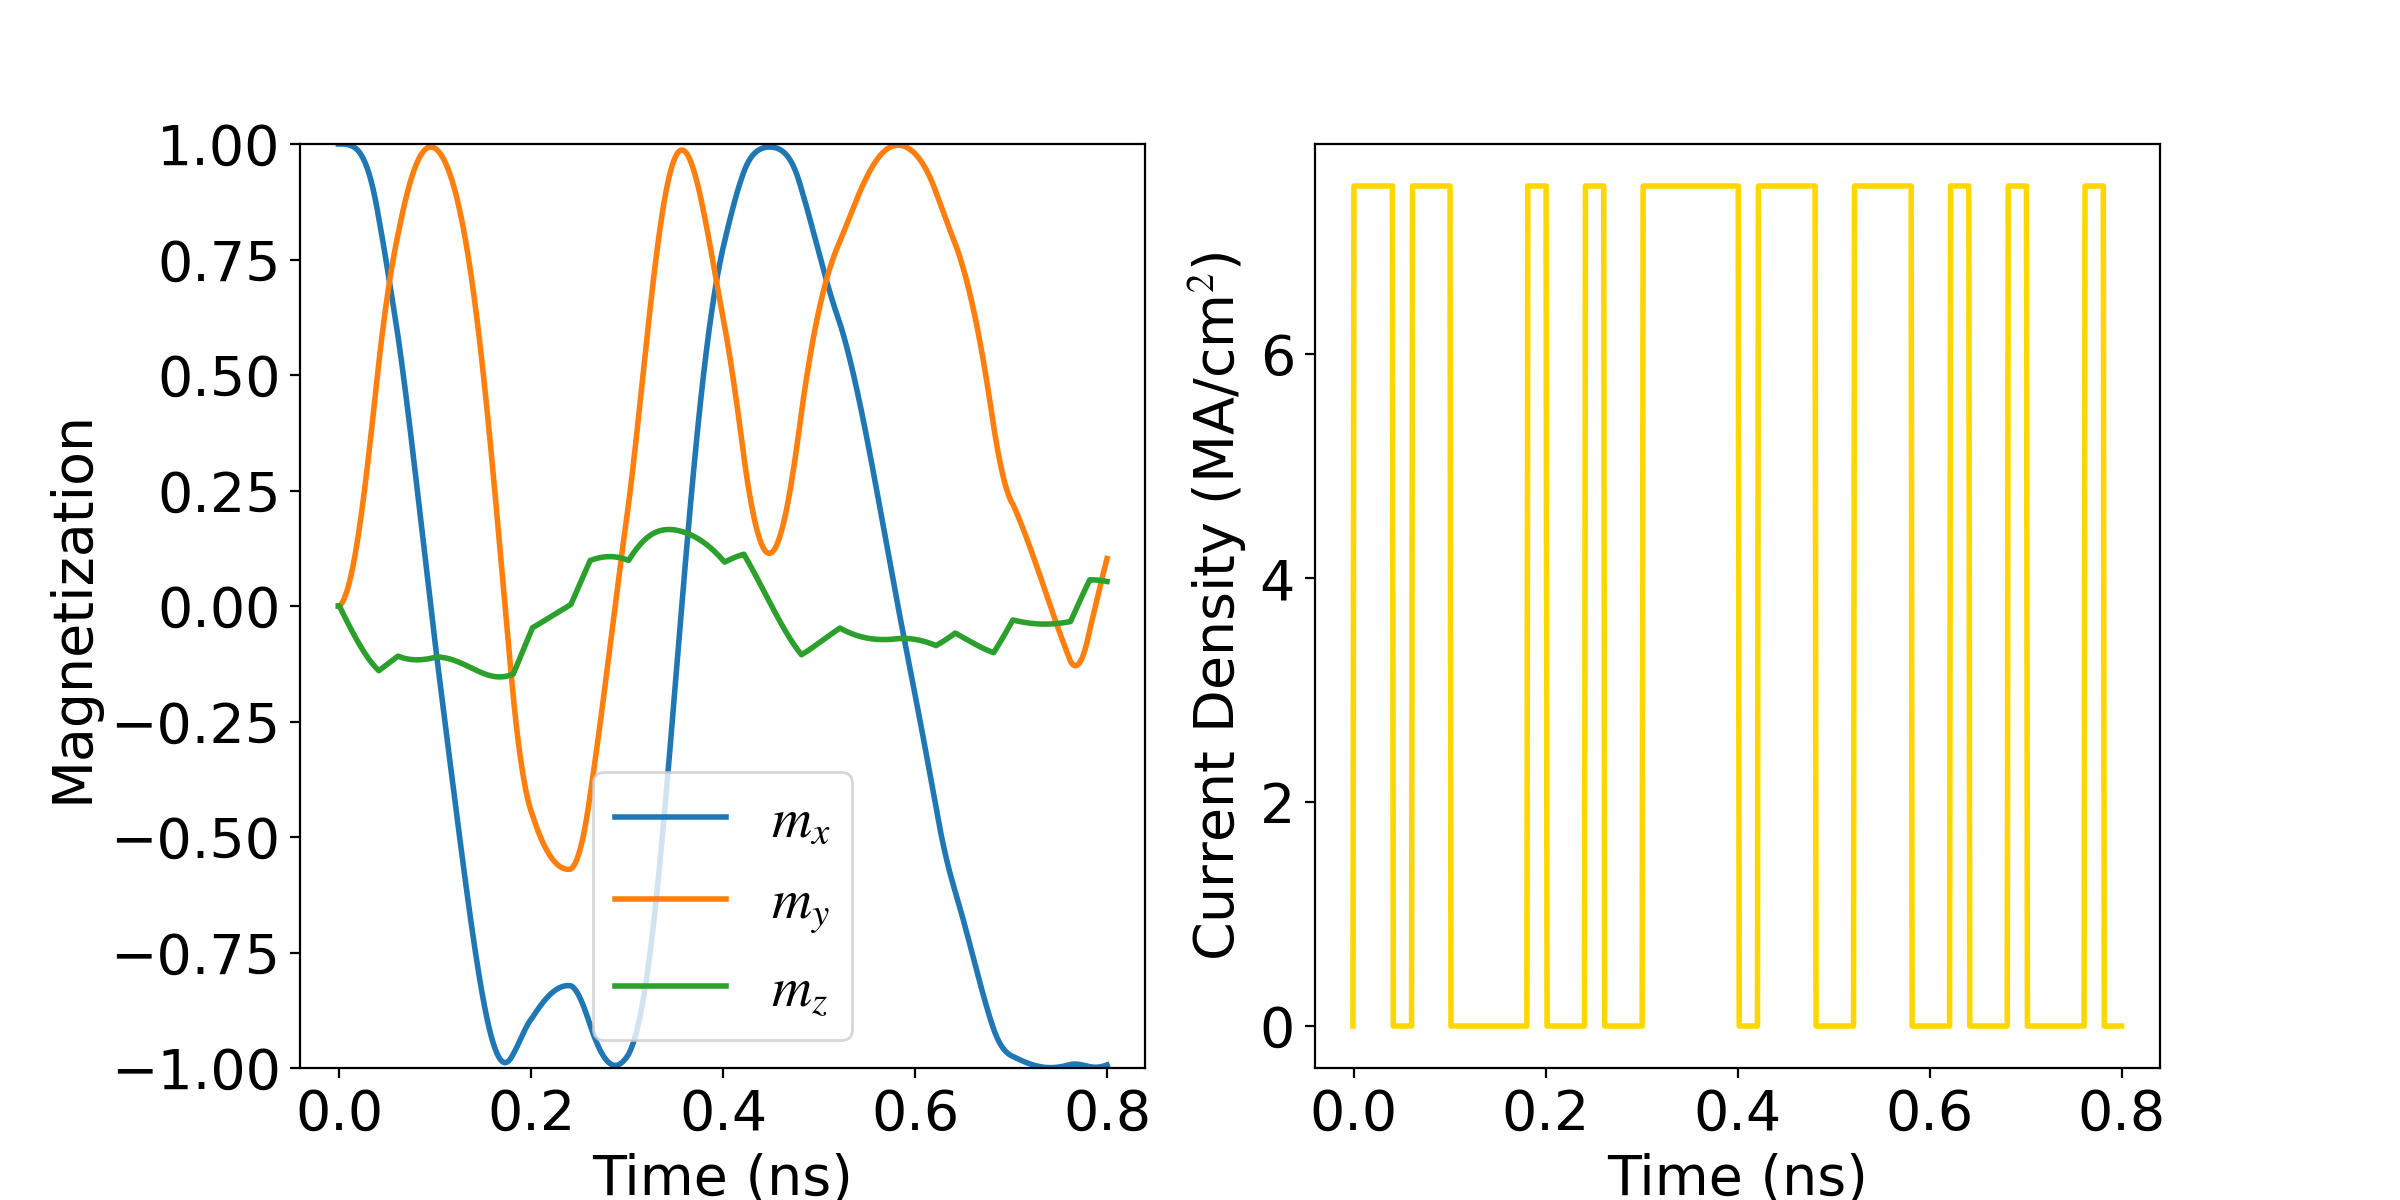 1.00
0.75
0.50
0.25
0.00
−0.25
−0.50
−0.75
−1.00
Magnetization
0.0 0.2 0.4 0.6 0.8
Time (ns)
m_x
m_y
m_z
6
4
2
0
Current Density (MA/cm²)
0.0 0.2 0.4 0.6 0.8
Time (ns)